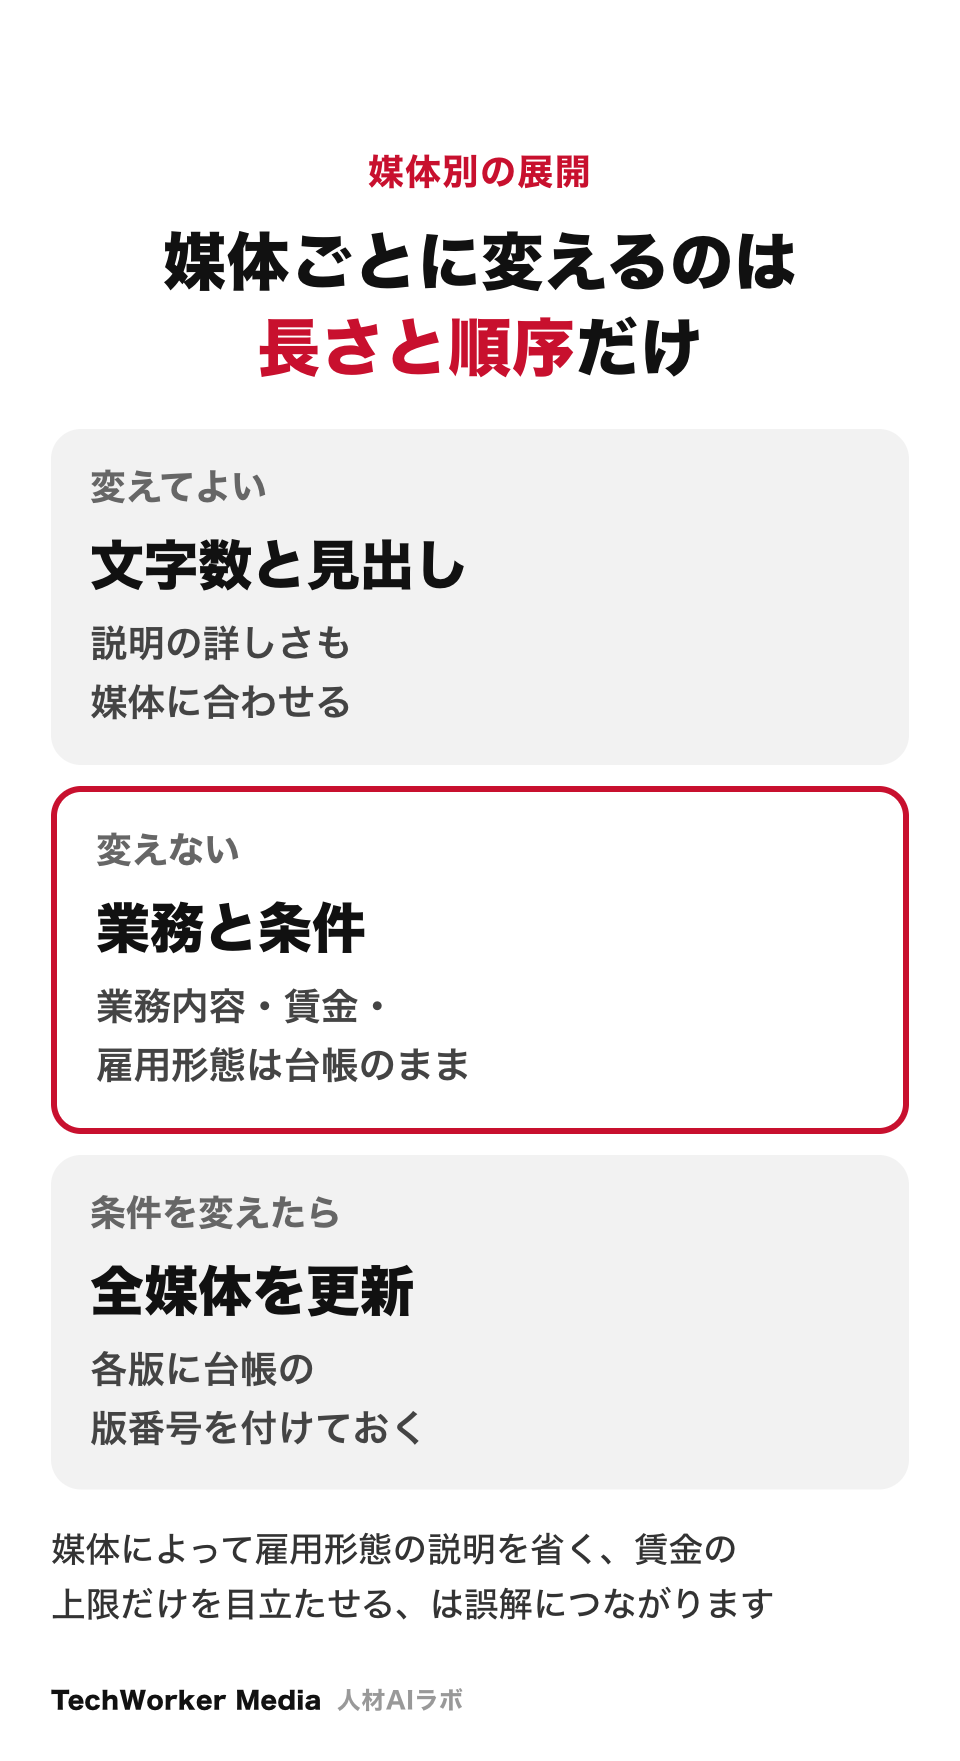 媒体別の展開
媒体ごとに変えるのは
長さと順序だけ
変えてよい
文字数と見出し
説明の詳しさも
媒体に合わせる
変えない
業務と条件
業務内容・賃金・
雇用形態は台帳のまま
条件を変えたら
全媒体を更新
各版に台帳の
版番号を付けておく
媒体によって雇用形態の説明を省く、賃金の
上限だけを目立たせる、は誤解につながります
TechWorker Media 人材AIラボ